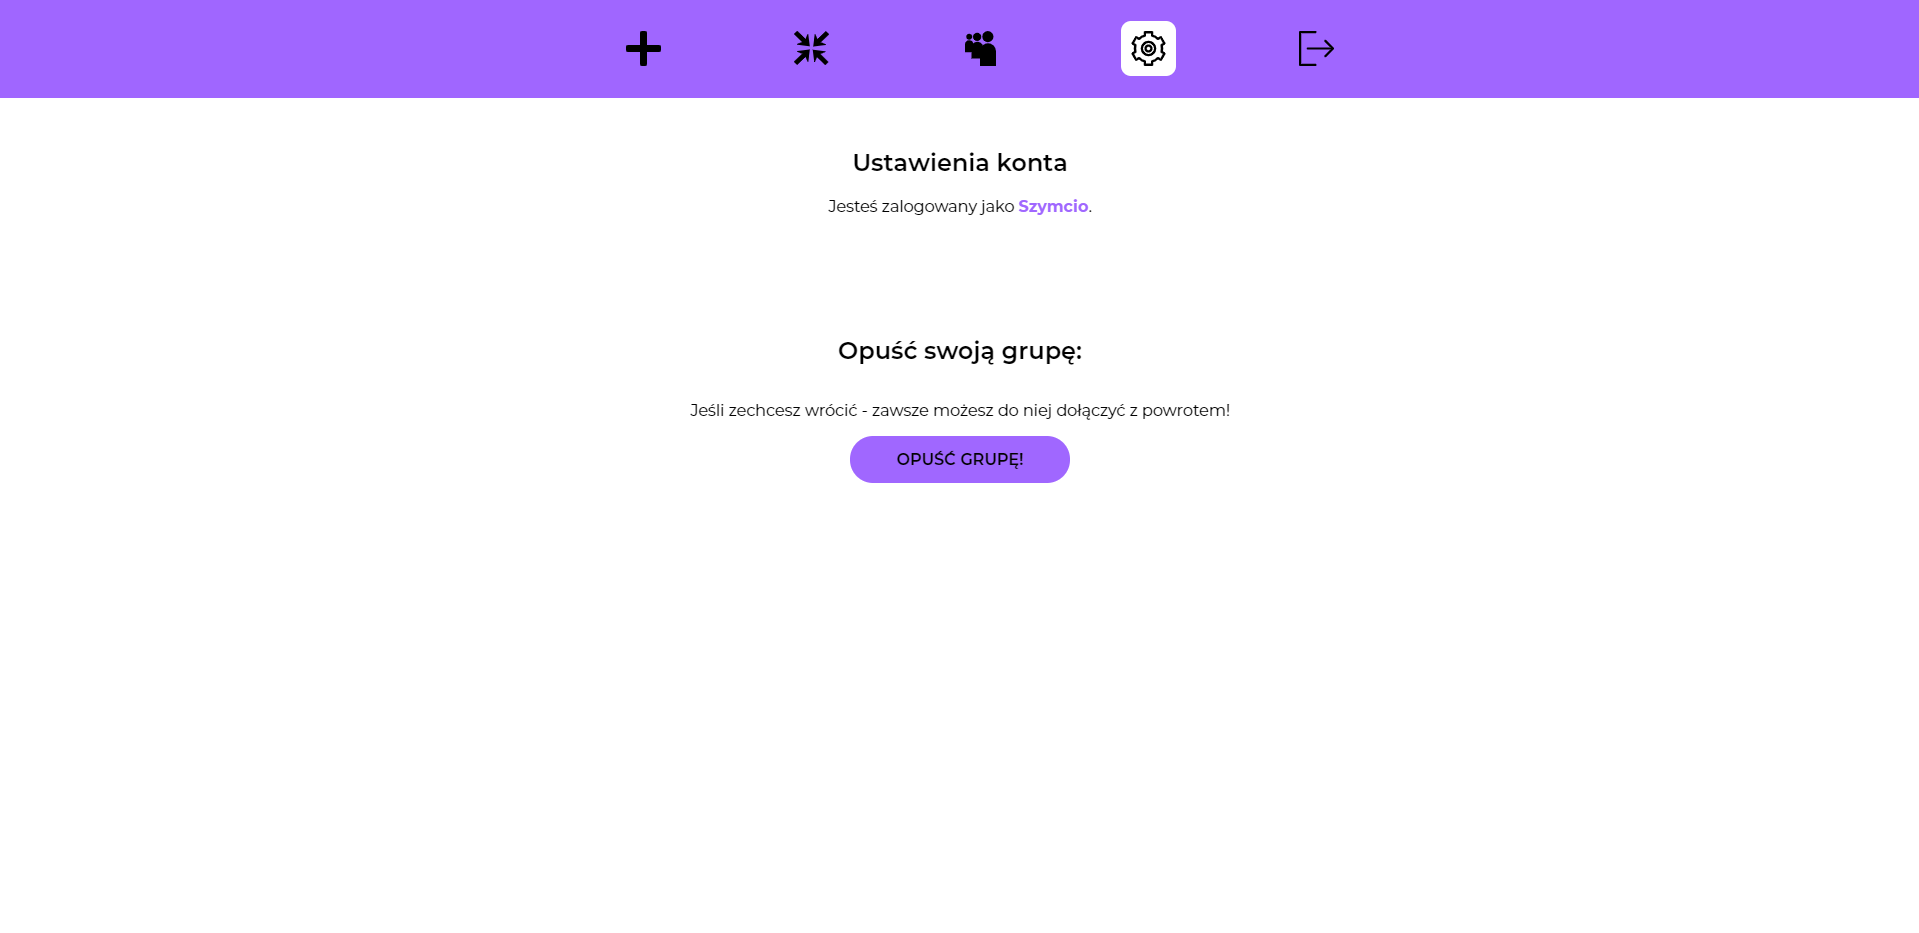 Ustawienia konta
Jesteś zalogowany jako Szymcio.
Opuść swoją grupę:
Jeśli zechcesz wrócić - zawsze możesz do niej dołączyć z powrotem!
OPUŚĆ GRUPĘ!